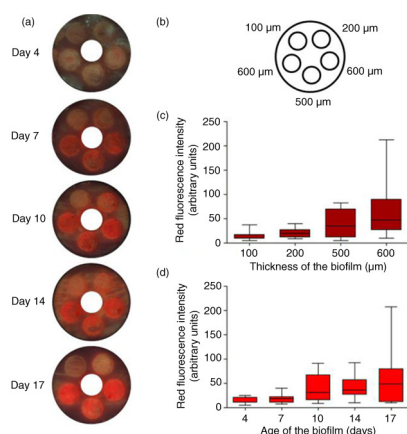 (a)
Day 4
Day 7
Day 10
Day 14
Day 17
(b)
100 μm
200 μm
600 μm
600 μm
500 μm
(c)
Red fluorescence intensity
(arbitrary units)
250
200
150
100
50
0
100 200 500 600
Thickness of the biofilm (μm)
(d)
Red fluorescence intensity
(arbitrary units)
250
200
150
100
50
0
4 7 10 14 17
Age of the biofilm (days)